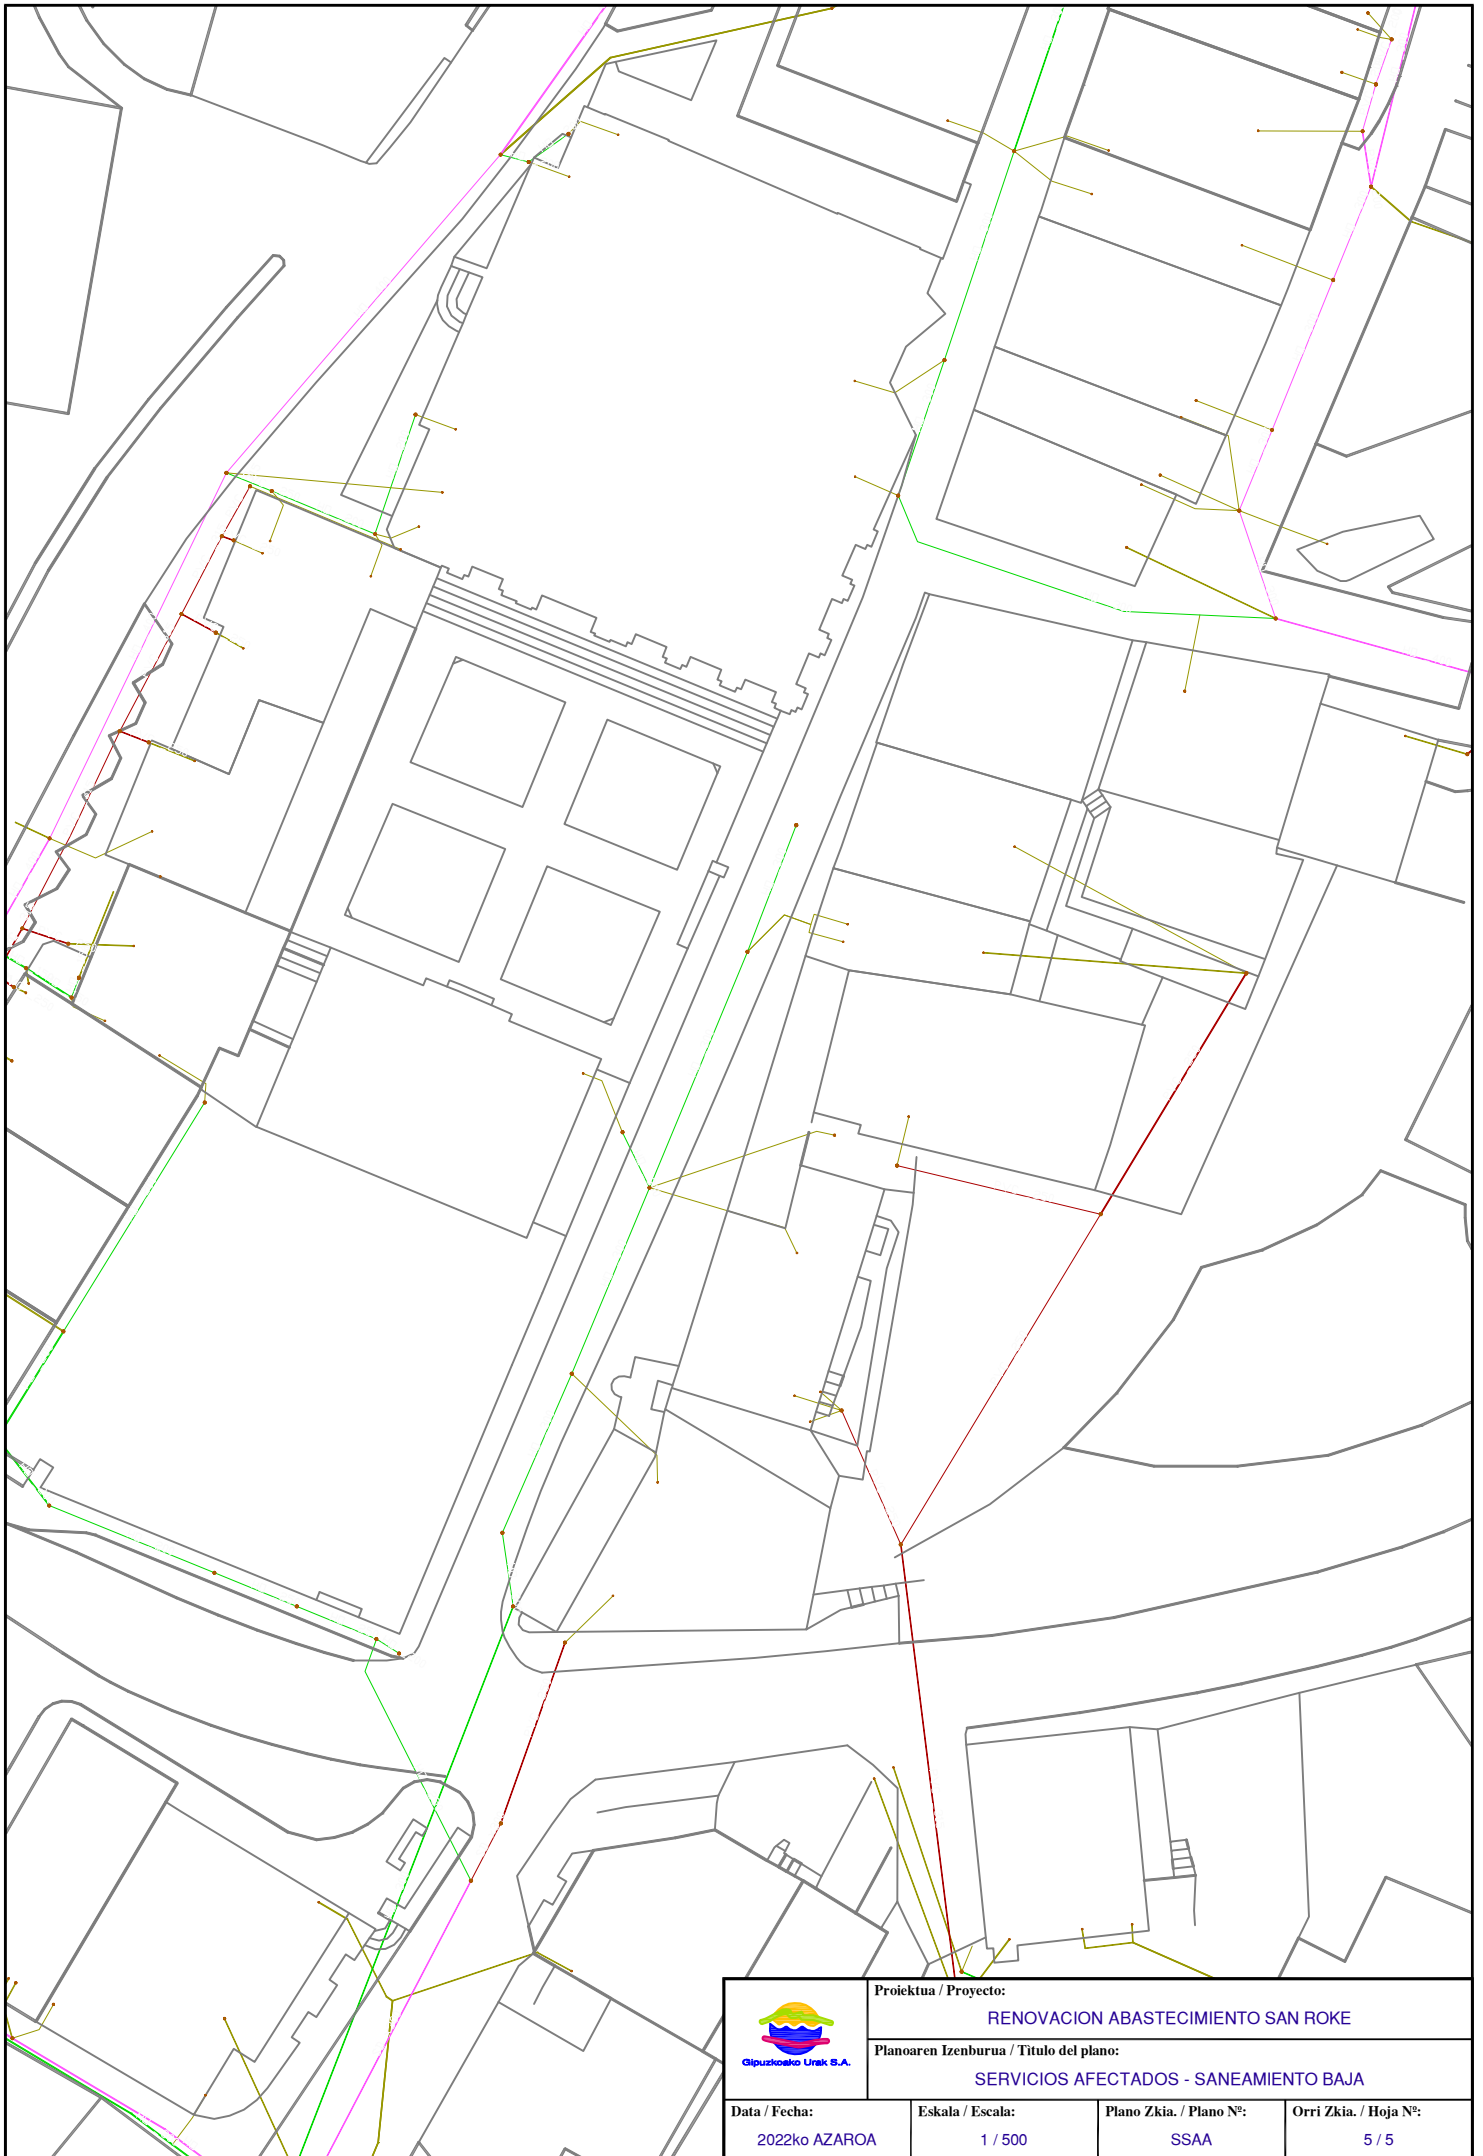 Proiektua / Proyecto:
RENOVACION ABASTECIMIENTO SAN ROKE
Planoaren Izenburua / Titulo del plano:
SERVICIOS AFECTADOS - SANEAMIENTO BAJA
Gipuzkoako Urak S.A.
Data / Fecha:
2022ko AZAROA
Eskala / Escala:
1 / 500
Plano Zkia. / Plano Nº:
SSAA
Orri Zkia. / Hoja Nº:
5 / 5